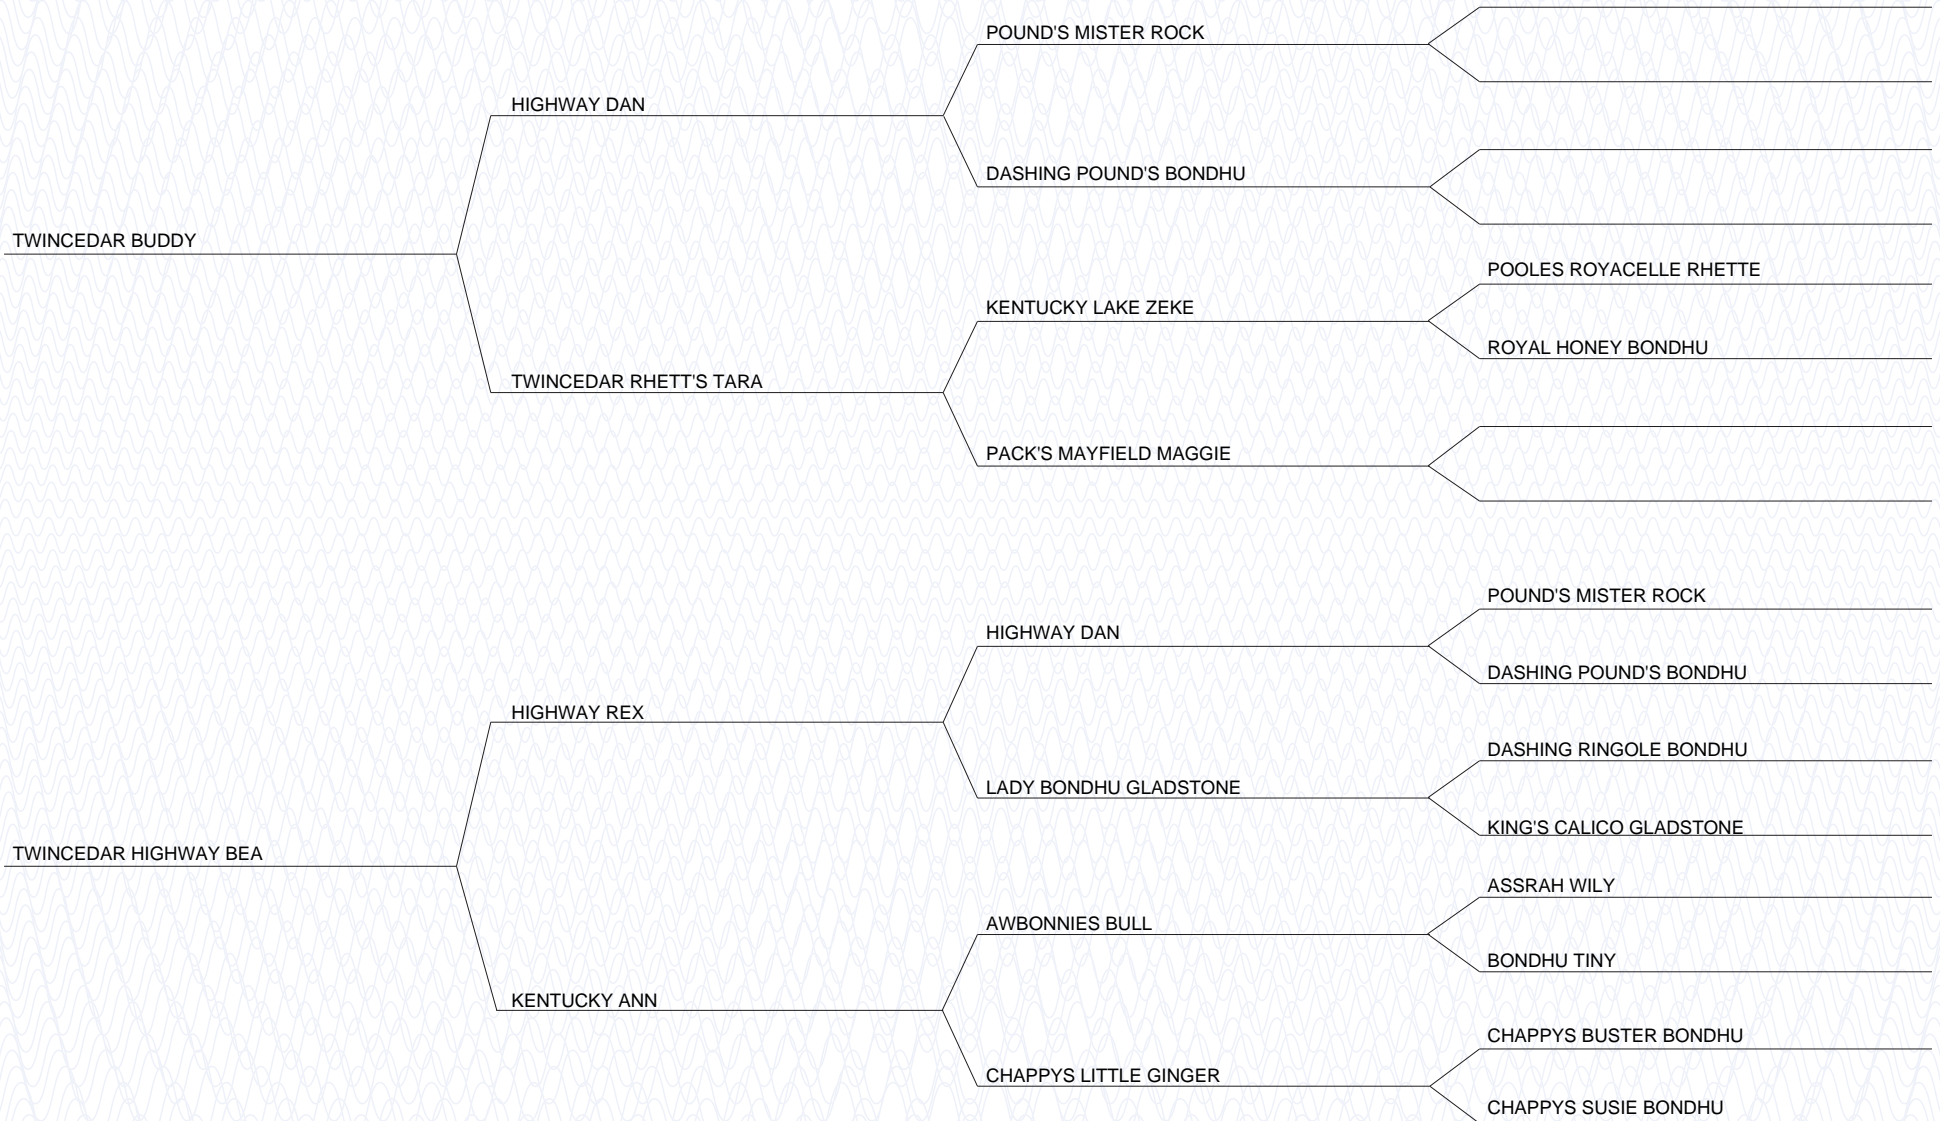 POUND'S MISTER ROCK
HIGHWAY DAN
DASHING POUND'S BONDHU
TWINCEDAR BUDDY
POOLES ROYACELLE RHETTE
KENTUCKY LAKE ZEKE
ROYAL HONEY BONDHU
TWINCEDAR RHETT'S TARA
PACK'S MAYFIELD MAGGIE
POUND'S MISTER ROCK
HIGHWAY DAN
DASHING POUND'S BONDHU
HIGHWAY REX
DASHING RINGOLE BONDHU
LADY BONDHU GLADSTONE
KING'S CALICO GLADSTONE
TWINCEDAR HIGHWAY BEA
ASSRAH WILY
AWBONNIES BULL
BONDHU TINY
KENTUCKY ANN
CHAPPYS BUSTER BONDHU
CHAPPYS LITTLE GINGER
CHAPPYS SUSIE BONDHU